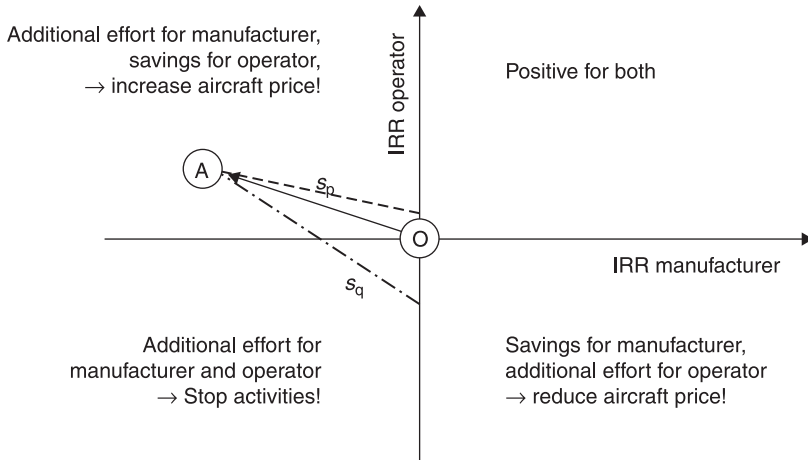 Additional effort for manufacturer,
savings for operator,
→ increase aircraft price!
IRR operator
Positive for both
A
sp
O
IRR manufacturer
sq
Additional effort for
manufacturer and operator
→ Stop activities!
Savings for manufacturer,
additional effort for operator
→ reduce aircraft price!